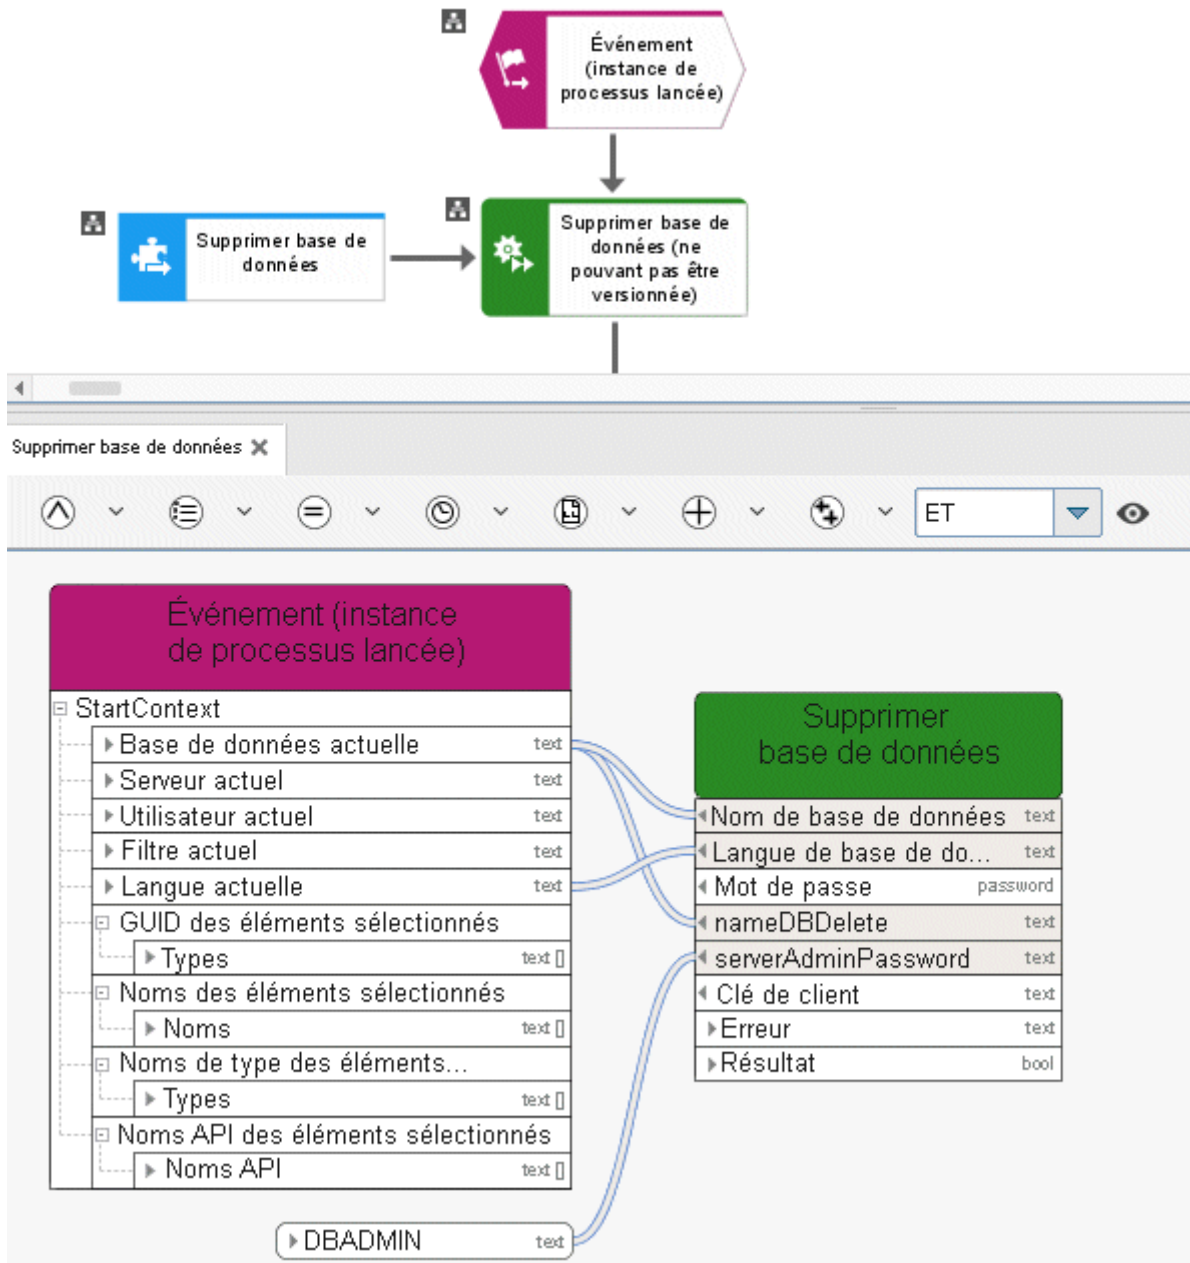 Événement
(instance de
processus lancée)
Supprimer base de
données
Supprimer base de
données (ne
pouvant pas être
versionnée)
Supprimer base de données
ET
Événement (instance
de processus lancée)
StartContext
Base de données actuelle text
Serveur actuel text
Utilisateur actuel text
Filtre actuel text
Langue actuelle text
GUID des éléments sélectionnés
Types text []
Noms des éléments sélectionnés
Noms text []
Noms de type des éléments...
Types text []
Noms API des éléments sélectionnés
Noms API text []
DBADMIN text
Supprimer
base de données
Nom de base de données text
Langue de base de do... text
Mot de passe password
nameDBDelete text
serverAdminPassword text
Clé de client text
Erreur text
Résultat bool